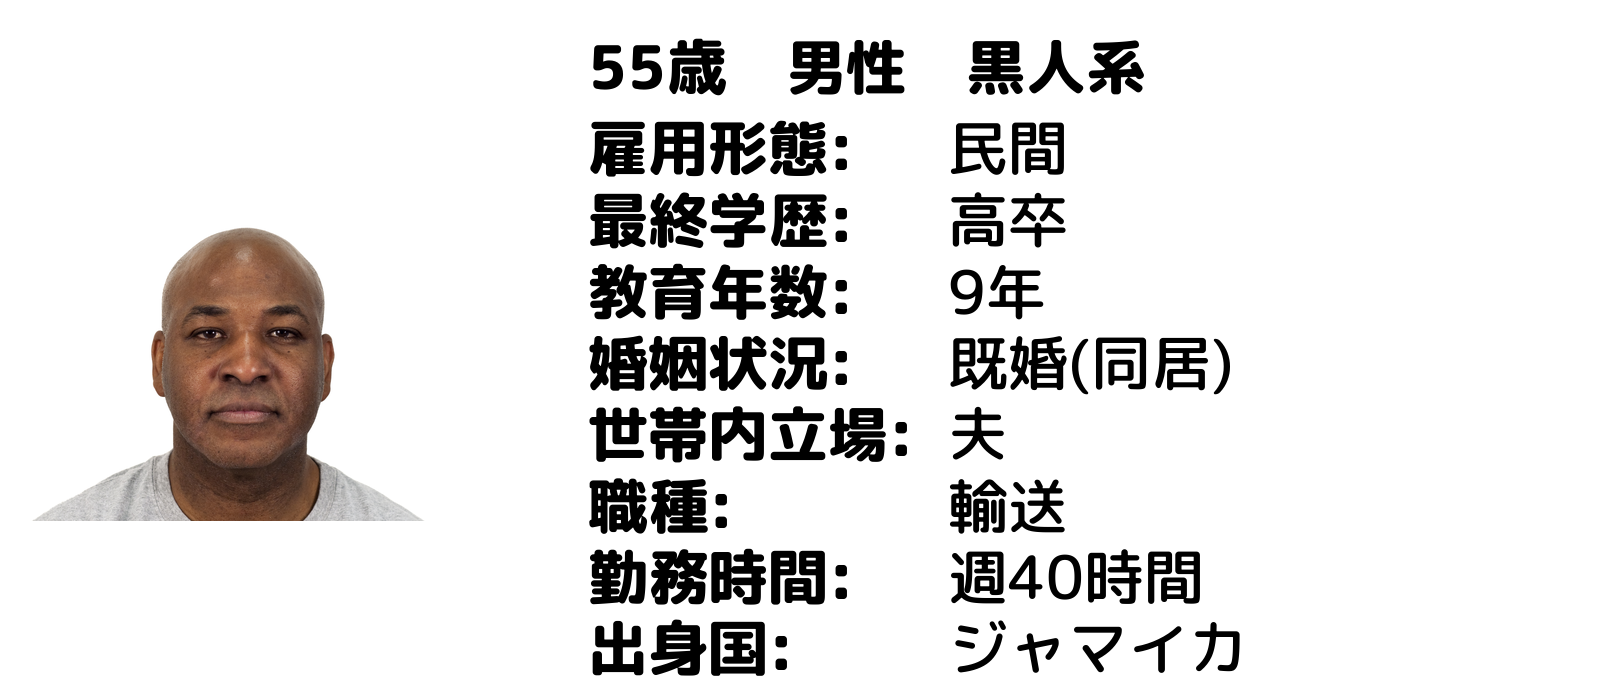 55歳　男性　黒人系
雇用形態:　民間
最終学歴:　高卒
教育年数:　9年
婚姻状況:　既婚(同居)
世帯内立場:　夫
職種:　輸送
勤務時間:　週40時間
出身国:　ジャマイカ